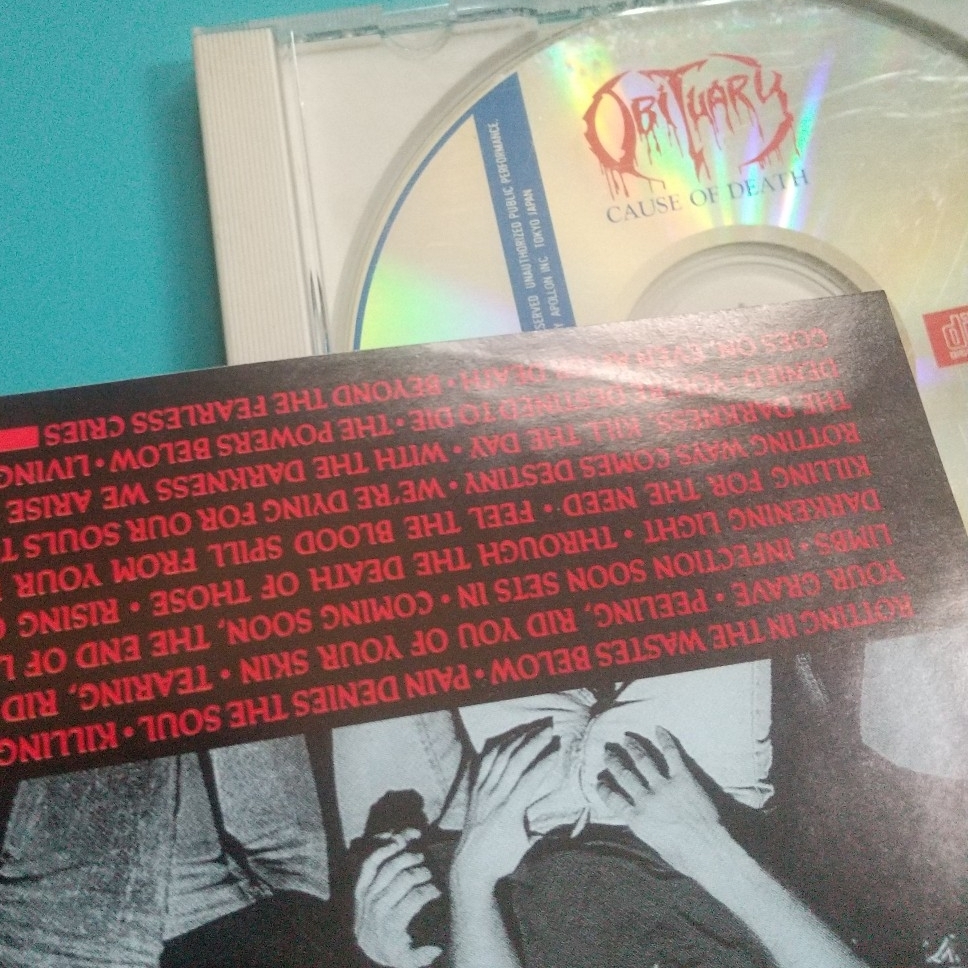 OBITUARY
CAUSE OF DEATH
SERVED UNAUTHORIZED PUBLIC PERFORMANCE.
Y APOLLON INC. TOKYO JAPAN
ROTTING IN THE WASTES BELOW • PAIN DENIES THE SOUL • KILLING
YOUR GRAVE • PEELING, RID YOU OF YOUR SKIN • TEARING, RID
LIMBS • INFECTION SOON SETS IN • COMING SOON, THE END OF L
DARKENING LIGHT • THROUGH THE DEATH OF THOSE • RISING
KILLING FOR THE NEED • FEEL THE BLOOD SPILL FROM YOUR
ROTTING WAYS COMES DESTINY • WE'RE DYING FOR OUR SOULS T
THE DARKNESS, KILL THE DAY • WITH THE DARKNESS WE ARISE
DENIED • YOU'RE DESTINED TO DIE • THE POWERS BELOW • LIVING
GOES ON, EVEN DEATH • BEYOND THE FEARLESS CRIES